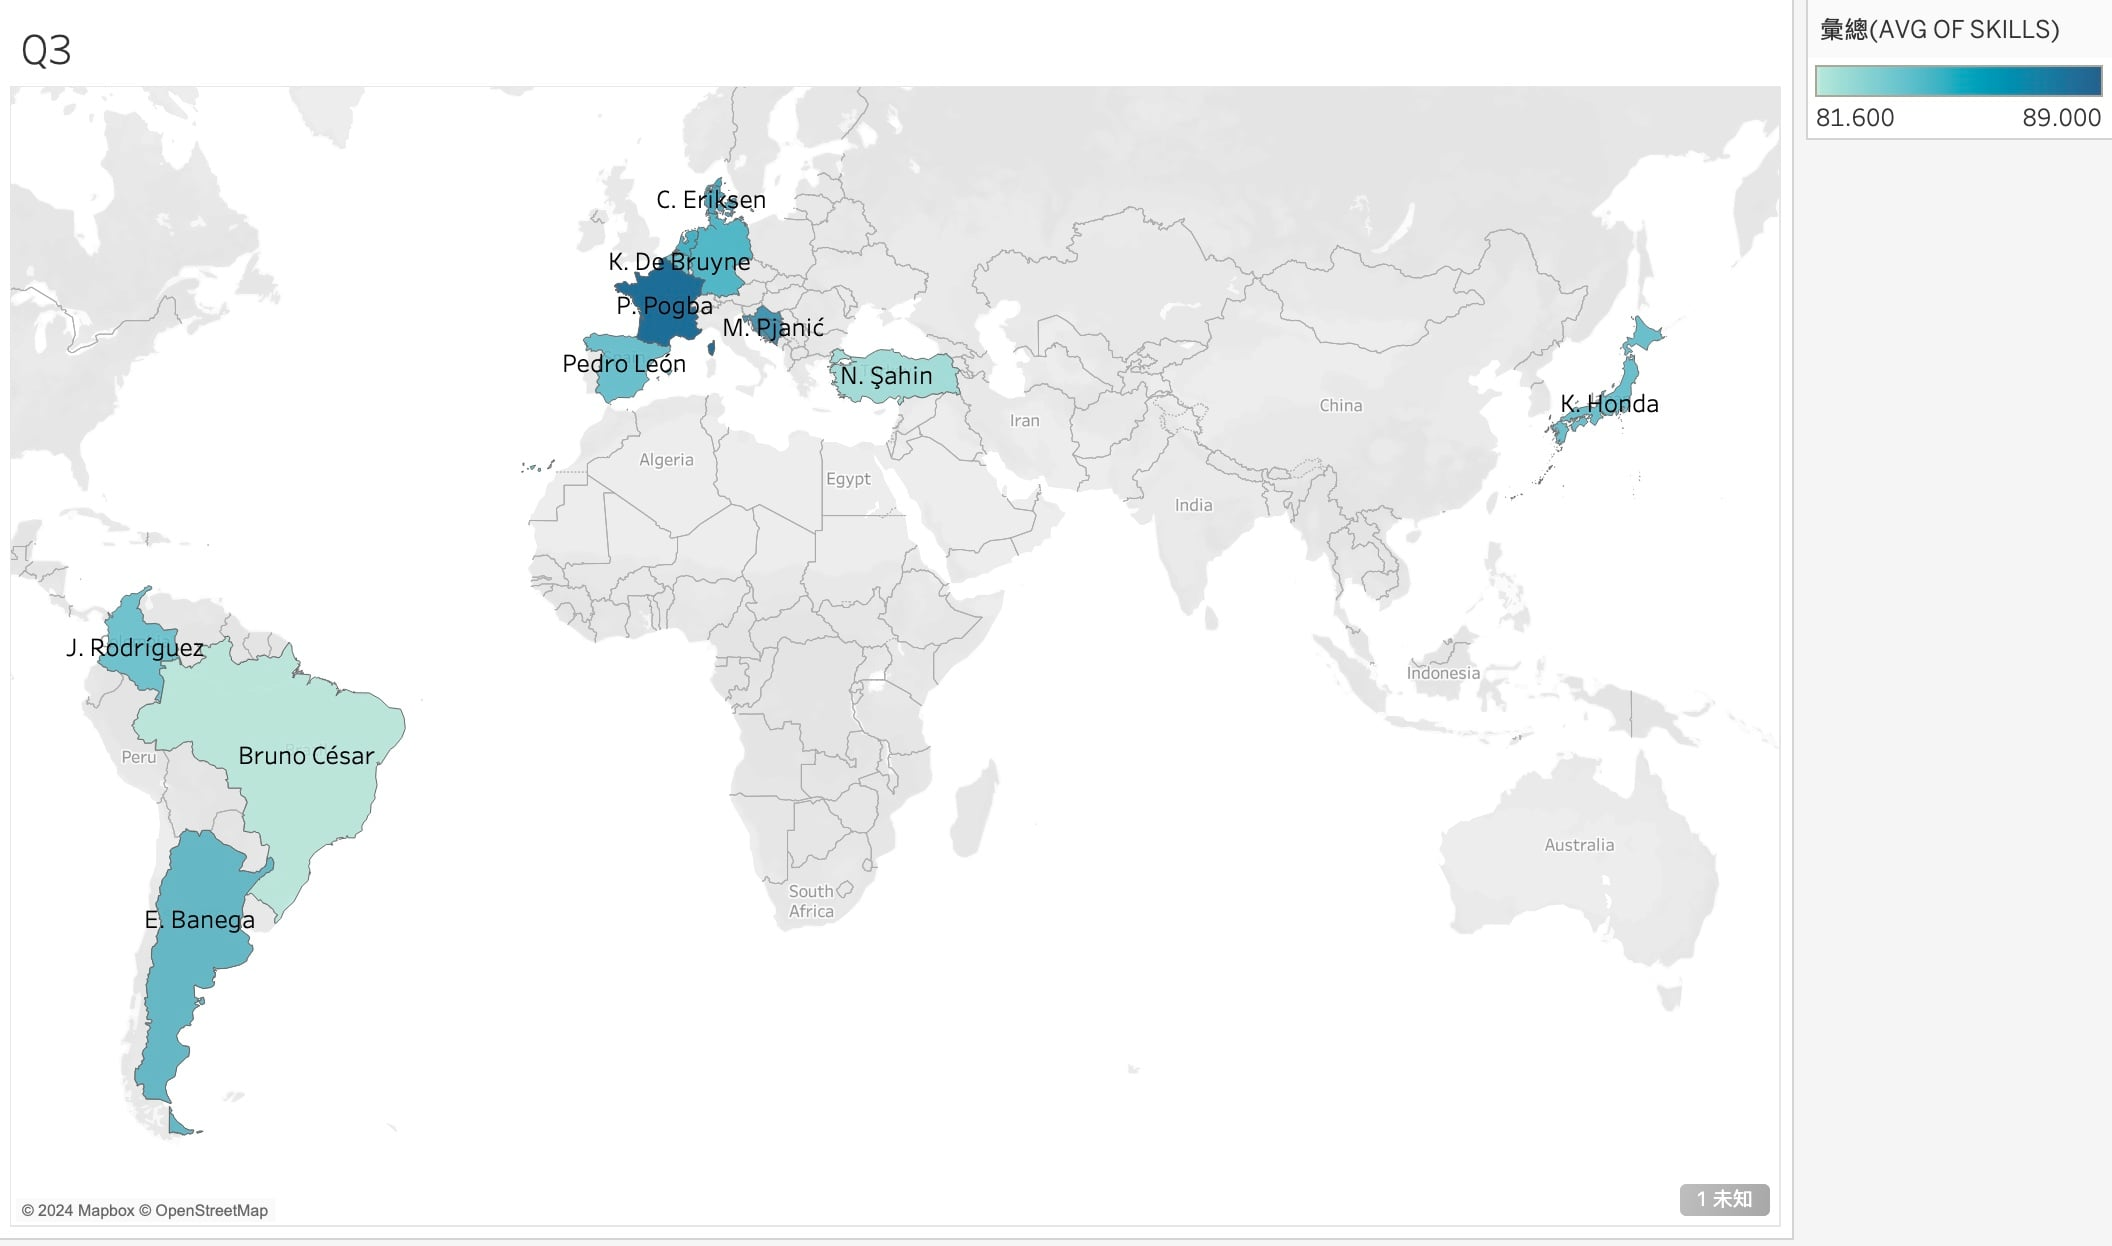 Q3
彙總(AVG OF SKILLS)
81.600
89.000
C. Eriksen
K. De Bruyne
P. Pogba
M. Pjanić
Pedro León
N. Şahin
K. Honda
China
Iran
Algeria
Egypt
India
J. Rodríguez
Indonesia
Bruno César
Peru
Australia
South
Africa
E. Banega
1 未知
© 2024 Mapbox © OpenStreetMap